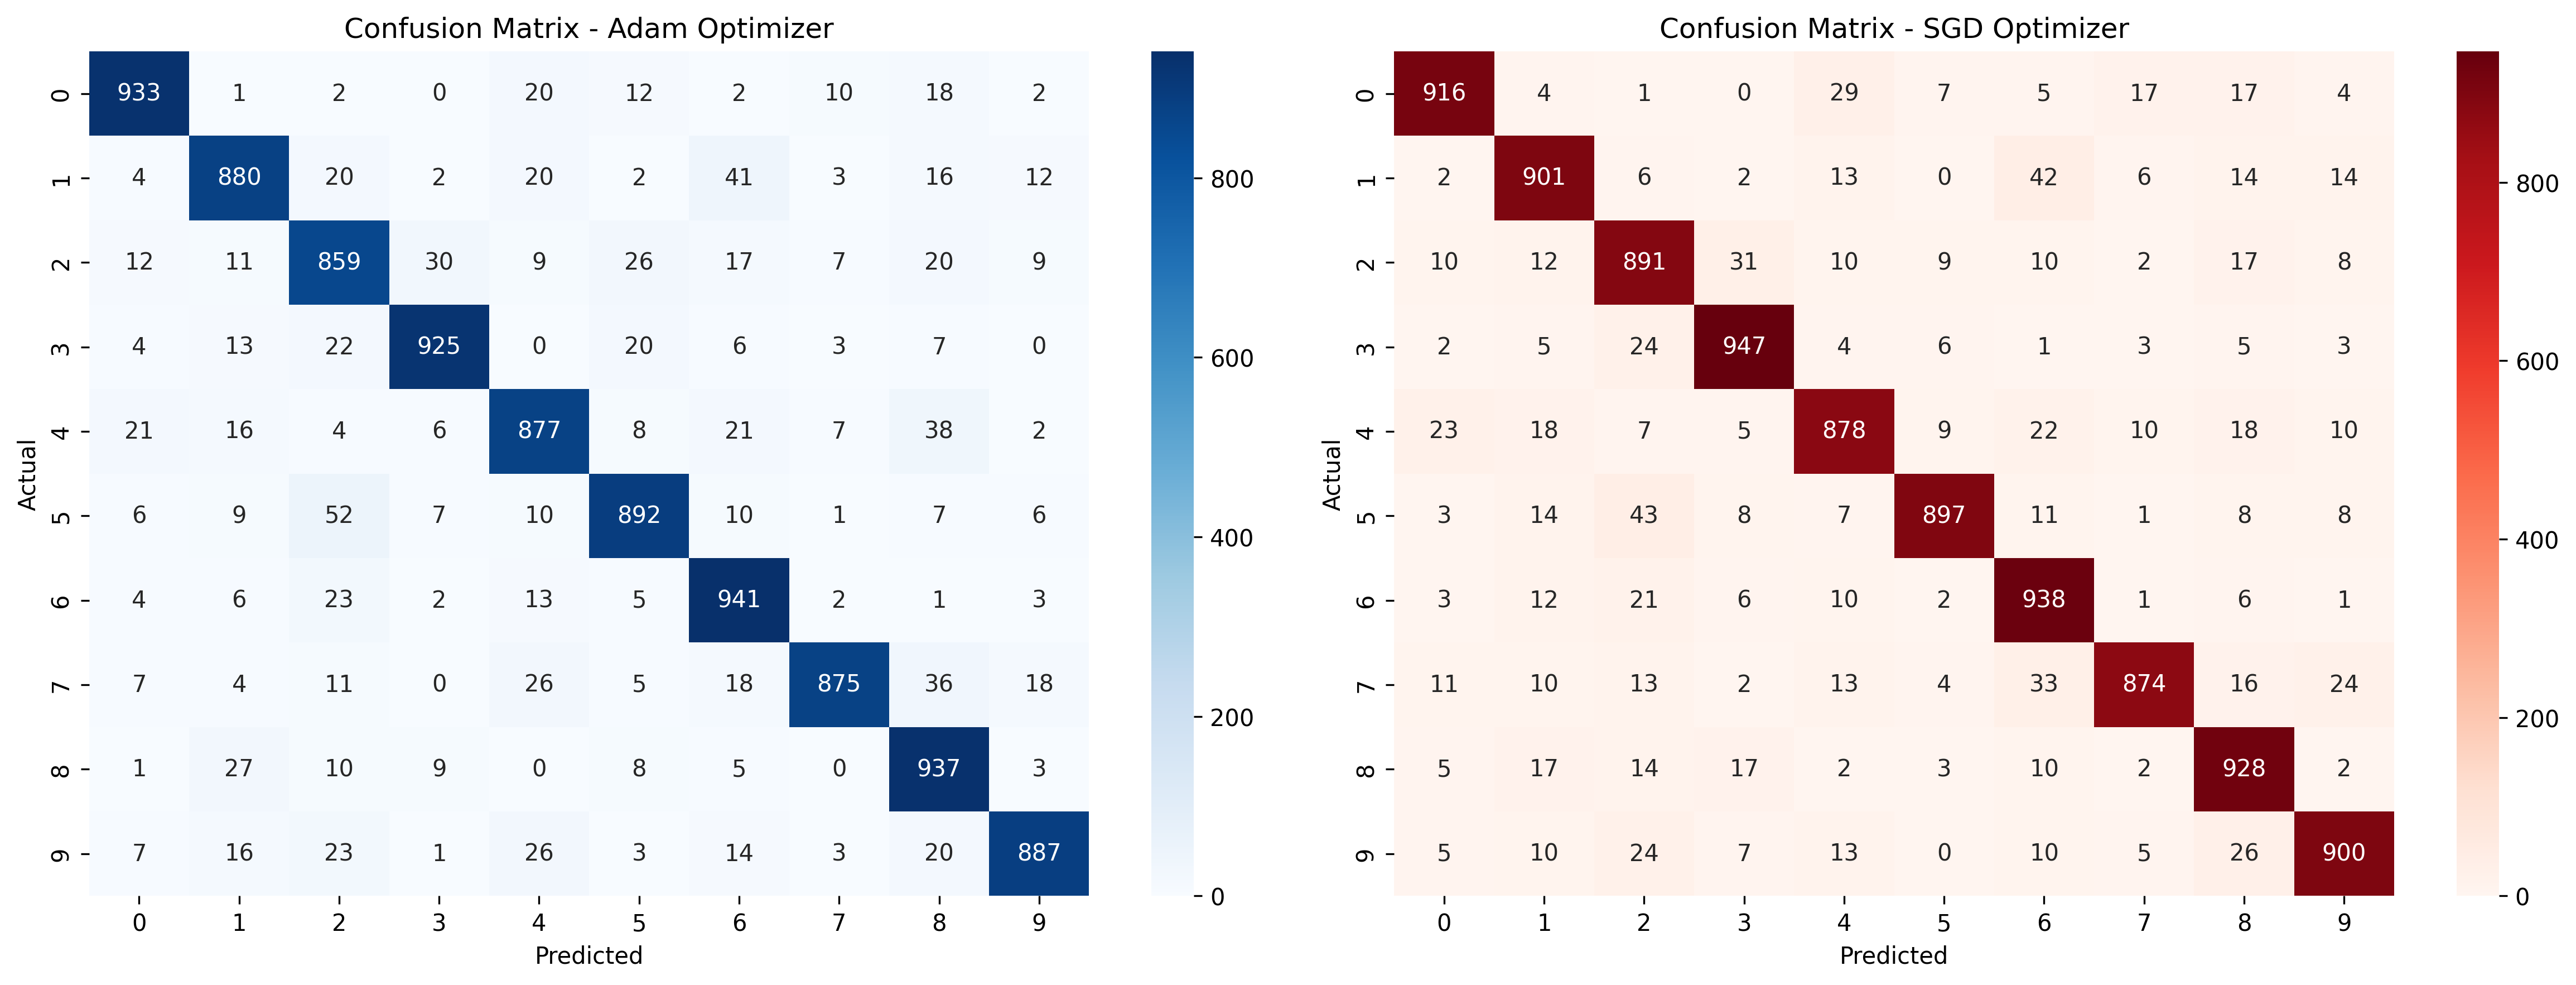 Confusion Matrix - Adam Optimizer
0 933 1 2 0 20 12 2 10 18 2
1 4 880 20 2 20 2 41 3 16 12
2 12 11 859 30 9 26 17 7 20 9
3 4 13 22 925 0 20 6 3 7 0
4 21 16 4 6 877 8 21 7 38 2
5 6 9 52 7 10 892 10 1 7 6
6 4 6 23 2 13 5 941 2 1 3
7 7 4 11 0 26 5 18 875 36 18
8 1 27 10 9 0 8 5 0 937 3
9 7 16 23 1 26 3 14 3 20 887
0 1 2 3 4 5 6 7 8 9
Actual
Predicted
800
600
400
200
0
Confusion Matrix - SGD Optimizer
0 916 4 1 0 29 7 5 17 17 4
1 2 901 6 2 13 0 42 6 14 14
2 10 12 891 31 10 9 10 2 17 8
3 2 5 24 947 4 6 1 3 5 3
4 23 18 7 5 878 9 22 10 18 10
5 3 14 43 8 7 897 11 1 8 8
6 3 12 21 6 10 2 938 1 6 1
7 11 10 13 2 13 4 33 874 16 24
8 5 17 14 17 2 3 10 2 928 2
9 5 10 24 7 13 0 10 5 26 900
0 1 2 3 4 5 6 7 8 9
Actual
Predicted
800
600
400
200
0